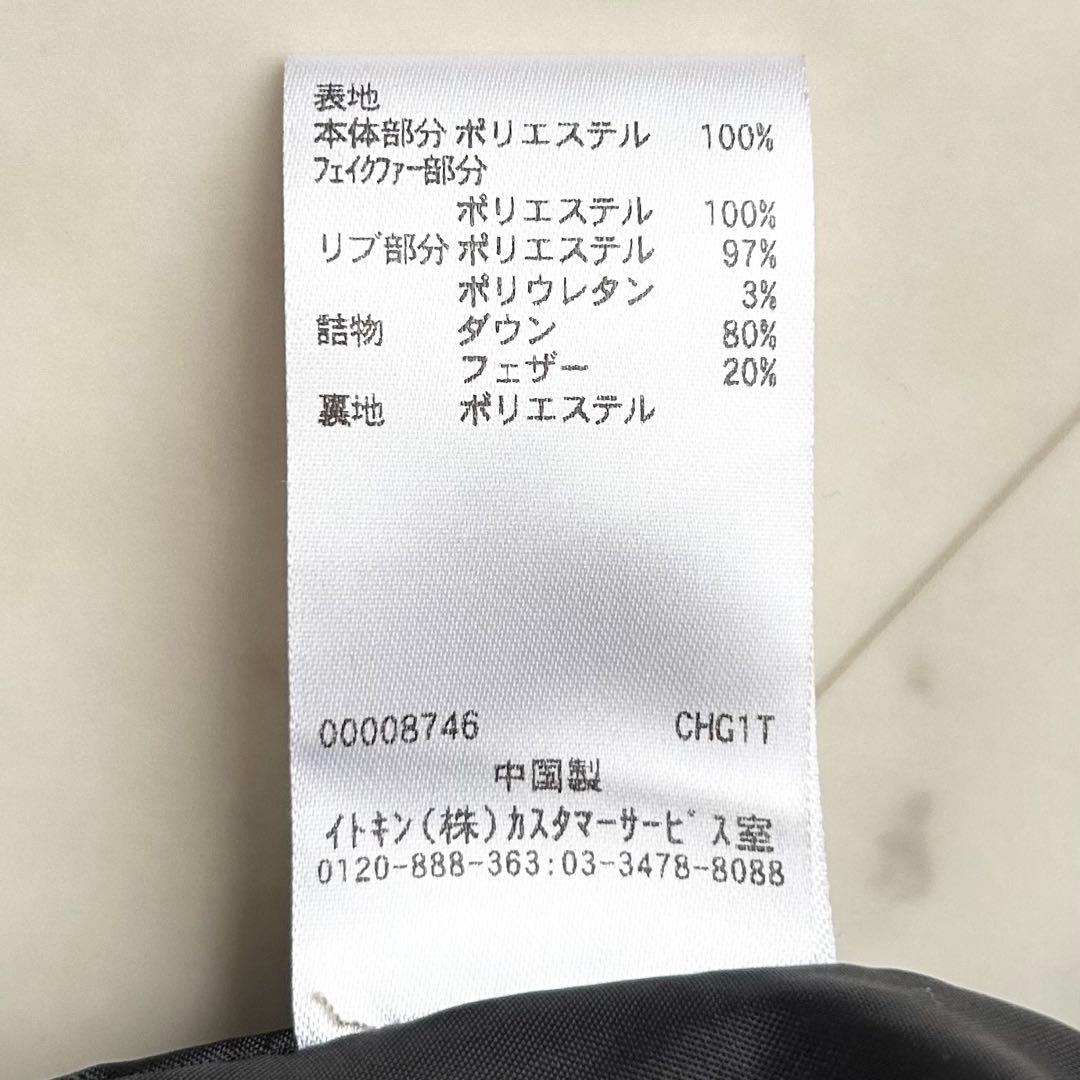 表地
本体部分 ポリエステル 100%
フェイクファー部分
ポリエステル 100%
リブ部分 ポリエステル 97%
ポリウレタン 3%
詰物 ダウン 80%
フェザー 20%
裏地 ポリエステル
00008746 CHG1T
中国製
イトキン(株)カスタマーサービス室
0120-888-363:03-3478-8088